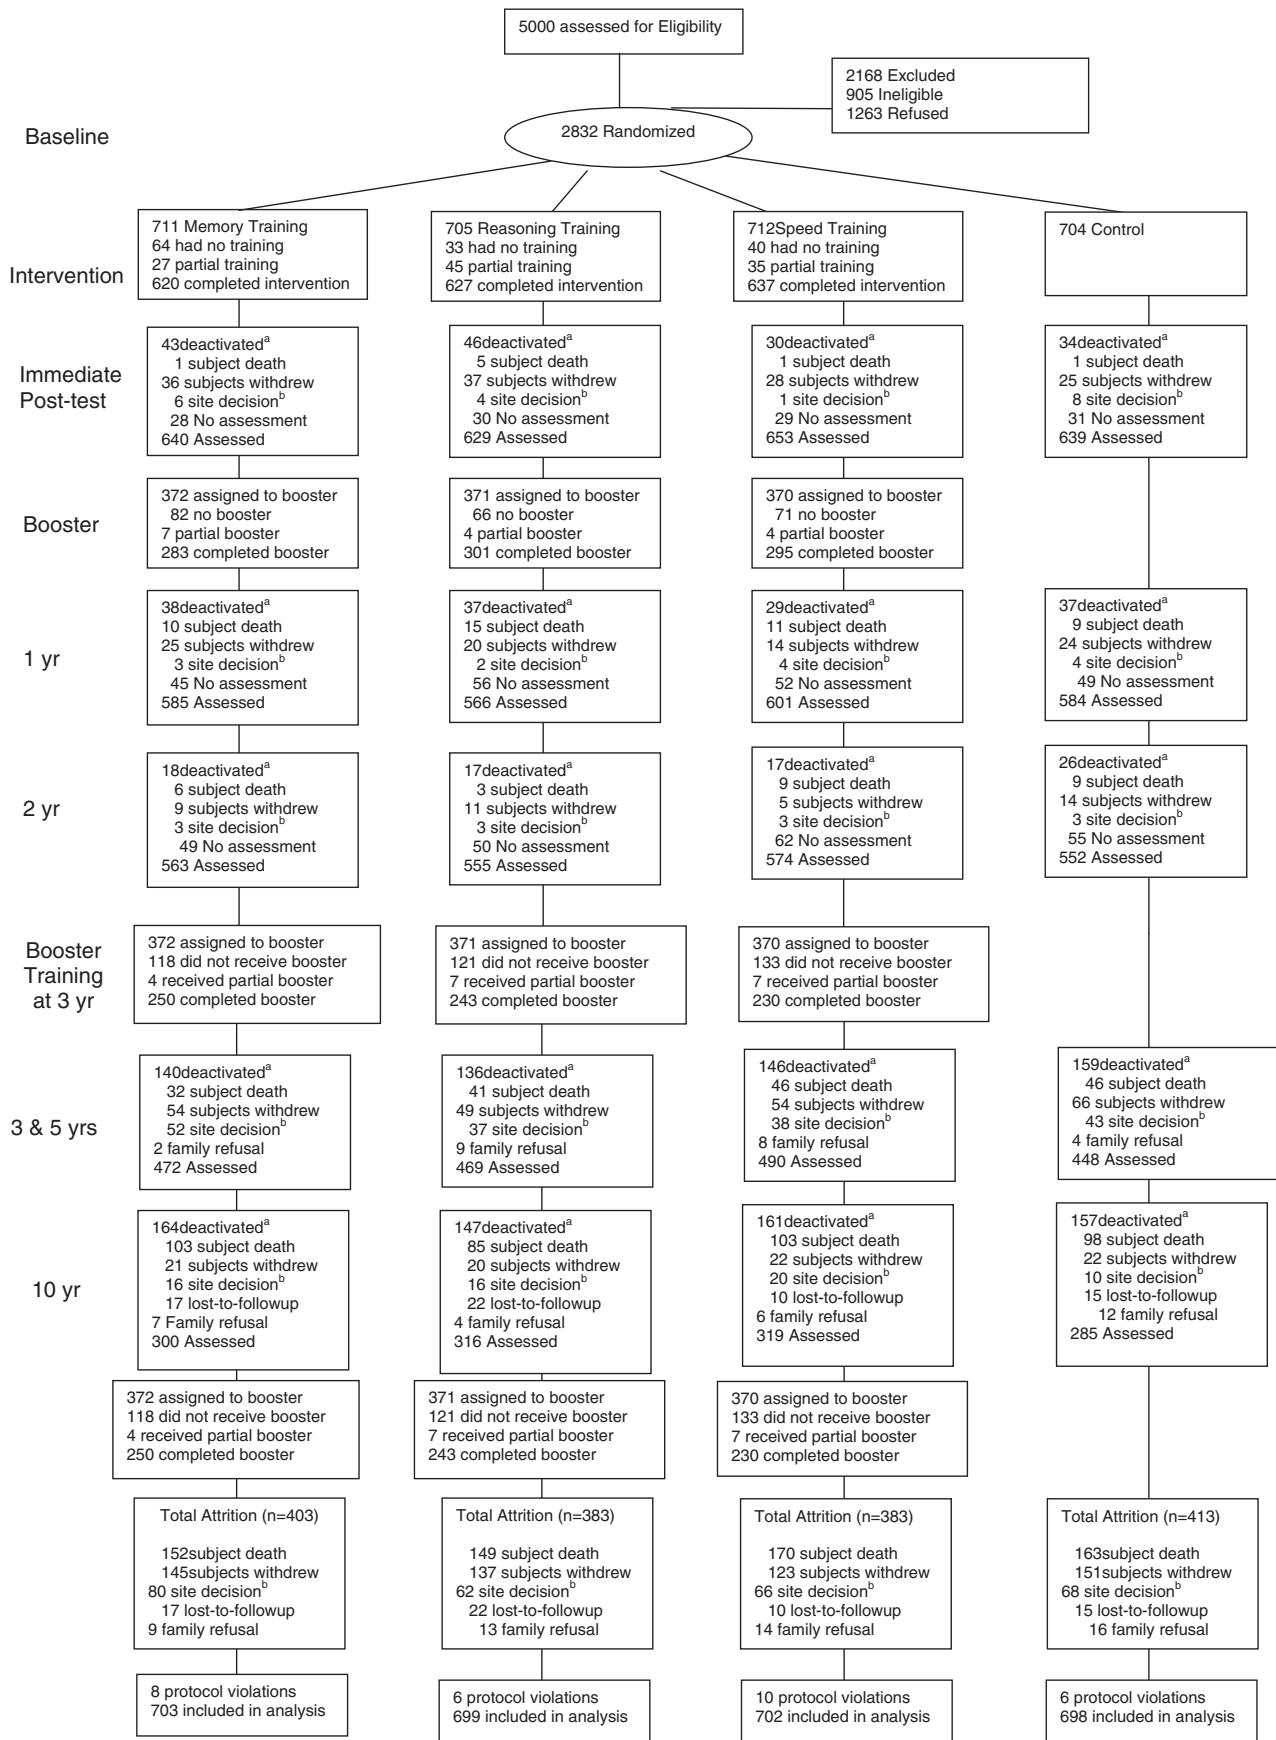 5000 assessed for Eligibility
2168 Excluded
905 Ineligible
1263 Refused
Baseline
2832 Randomized
Intervention
711 Memory Training
64 had no training
27 partial training
620 completed intervention
705 Reasoning Training
33 had no training
45 partial training
627 completed intervention
712Speed Training
40 had no training
35 partial training
637 completed intervention
704 Control
Immediate
Post-test
43deactivatedᵃ
1 subject death
36 subjects withdrew
6 site decisionᵇ
28 No assessment
640 Assessed
46deactivatedᵃ
5 subject death
37 subjects withdrew
4 site decisionᵇ
30 No assessment
629 Assessed
30deactivatedᵃ
1 subject death
28 subjects withdrew
1 site decisionᵇ
29 No assessment
653 Assessed
34deactivatedᵃ
1 subject death
25 subjects withdrew
8 site decisionᵇ
31 No assessment
639 Assessed
Booster
372 assigned to booster
82 no booster
7 partial booster
283 completed booster
371 assigned to booster
66 no booster
4 partial booster
301 completed booster
370 assigned to booster
71 no booster
4 partial booster
295 completed booster
1 yr
38deactivatedᵃ
10 subject death
25 subjects withdrew
3 site decisionᵇ
45 No assessment
585 Assessed
37deactivatedᵃ
15 subject death
20 subjects withdrew
2 site decisionᵇ
56 No assessment
566 Assessed
29deactivatedᵃ
11 subject death
14 subjects withdrew
4 site decisionᵇ
52 No assessment
601 Assessed
37deactivatedᵃ
9 subject death
24 subjects withdrew
4 site decisionᵇ
49 No assessment
584 Assessed
2 yr
18deactivatedᵃ
6 subject death
9 subjects withdrew
3 site decisionᵇ
49 No assessment
563 Assessed
17deactivatedᵃ
3 subject death
11 subjects withdrew
3 site decisionᵇ
50 No assessment
555 Assessed
17deactivatedᵃ
9 subject death
5 subjects withdrew
3 site decisionᵇ
62 No assessment
574 Assessed
26deactivatedᵃ
9 subject death
14 subjects withdrew
3 site decisionᵇ
55 No assessment
552 Assessed
Booster
Training
at 3 yr
372 assigned to booster
118 did not receive booster
4 received partial booster
250 completed booster
371 assigned to booster
121 did not receive booster
7 received partial booster
243 completed booster
370 assigned to booster
133 did not receive booster
7 received partial booster
230 completed booster
3 & 5 yrs
140deactivatedᵃ
32 subject death
54 subjects withdrew
52 site decisionᵇ
2 family refusal
472 Assessed
136deactivatedᵃ
41 subject death
49 subjects withdrew
37 site decisionᵇ
9 family refusal
469 Assessed
146deactivatedᵃ
46 subject death
54 subjects withdrew
38 site decisionᵇ
8 family refusal
490 Assessed
159deactivatedᵃ
46 subject death
66 subjects withdrew
43 site decisionᵇ
4 family refusal
448 Assessed
10 yr
164deactivatedᵃ
103 subject death
21 subjects withdrew
16 site decisionᵇ
17 lost-to-followup
7 Family refusal
300 Assessed
147deactivatedᵃ
85 subject death
20 subjects withdrew
16 site decisionᵇ
22 lost-to-followup
4 family refusal
316 Assessed
161deactivatedᵃ
103 subject death
22 subjects withdrew
20 site decisionᵇ
10 lost-to-followup
6 family refusal
319 Assessed
157deactivatedᵃ
98 subject death
22 subjects withdrew
10 site decisionᵇ
15 lost-to-followup
12 family refusal
285 Assessed
372 assigned to booster
118 did not receive booster
4 received partial booster
250 completed booster
371 assigned to booster
121 did not receive booster
7 received partial booster
243 completed booster
370 assigned to booster
133 did not receive booster
7 received partial booster
230 completed booster
Total Attrition (n=403)
152subject death
145subjects withdrew
80 site decisionᵇ
17 lost-to-followup
9 family refusal
Total Attrition (n=383)
149 subject death
137 subjects withdrew
62 site decisionᵇ
22 lost-to-followup
13 family refusal
Total Attrition (n=383)
170 subject death
123 subjects withdrew
66 site decisionᵇ
10 lost-to-followup
14 family refusal
Total Attrition (n=413)
163subject death
151subjects withdrew
68 site decisionᵇ
15 lost-to-followup
16 family refusal
8 protocol violations
703 included in analysis
6 protocol violations
699 included in analysis
10 protocol violations
702 included in analysis
6 protocol violations
698 included in analysis